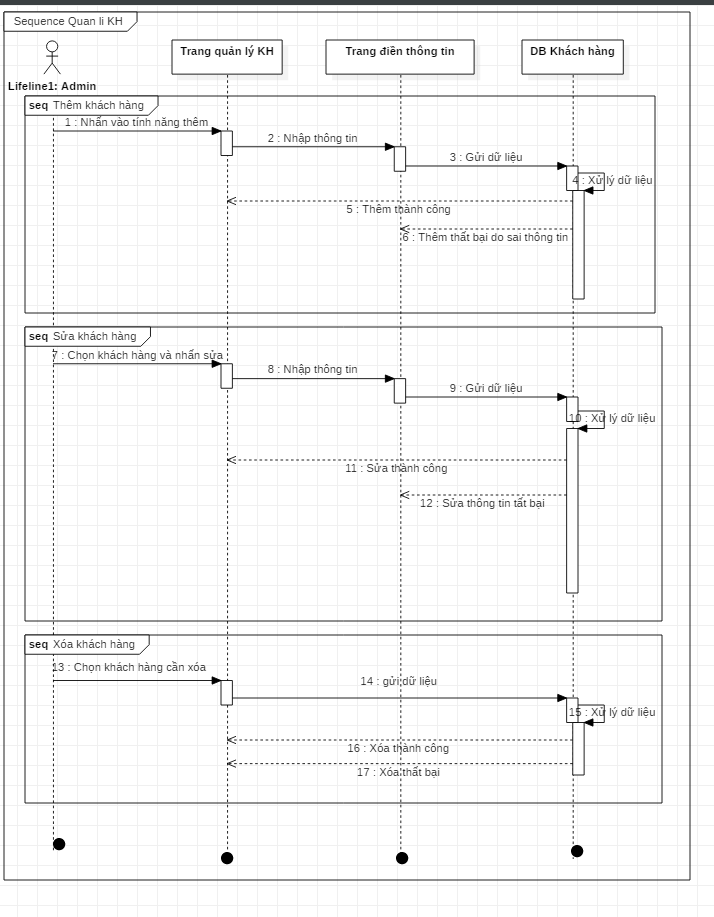 Sequence Quan li KH
Lifeline1: Admin
Trang quản lý KH
Trang điền thông tin
DB Khách hàng
seq Thêm khách hàng
1 : Nhấn vào tính năng thêm
2 : Nhập thông tin
3 : Gửi dữ liệu
4 : Xử lý dữ liệu
5 : Thêm thành công
6 : Thêm thất bại do sai thông tin
seq Sửa khách hàng
7 : Chọn khách hàng và nhấn sửa
8 : Nhập thông tin
9 : Gửi dữ liệu
10 : Xử lý dữ liệu
11 : Sửa thành công
12 : Sửa thông tin tất bại
seq Xóa khách hàng
13 : Chọn khách hàng cần xóa
14 : gửi dữ liệu
15 : Xử lý dữ liệu
16 : Xóa thành công
17 : Xóa thất bại